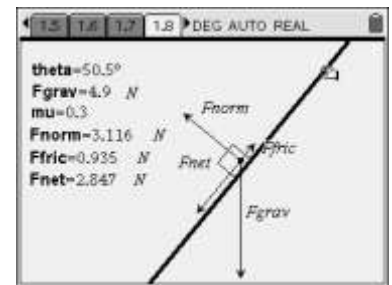 1.5 1.6 1.7 1.8 DEG AUTO REAL
theta=50.5°
Fgrav=4.9 N
mu=0.3
Fnorm=3.116 N
Ffric=0.935 N
Fnet=2.847 N
Fnorm
Ffric
Fnet
Fgrav